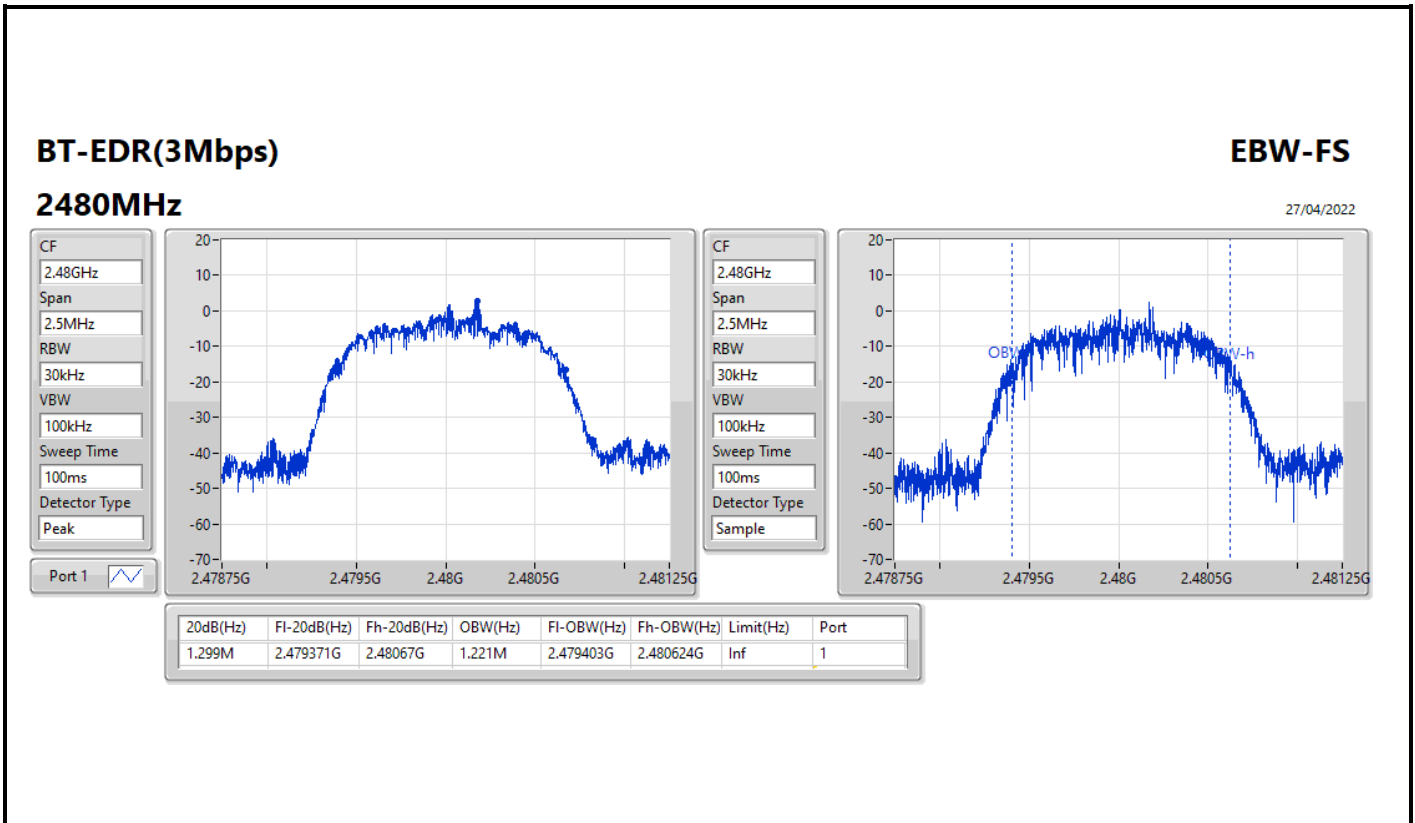 BT-EDR(3Mbps)
EBW-FS
2480MHz
27/04/2022
CF
2.48GHz
Span
2.5MHz
RBW
30kHz
VBW
100kHz
Sweep Time
100ms
Detector Type
Peak
Port 1
20
10
0
-10
-20
-30
-40
-50
-60
-70
2.47875G 2.4795G 2.48G 2.4805G 2.48125G
CF
2.48GHz
Span
2.5MHz
RBW
30kHz
VBW
100kHz
Sweep Time
100ms
Detector Type
Sample
20
10
0
-10
-20
-30
-40
-50
-60
-70
2.47875G 2.4795G 2.48G 2.4805G 2.48125G
20dB(Hz) Fl-20dB(Hz) Fh-20dB(Hz) OBW(Hz) Fl-OBW(Hz) Fh-OBW(Hz) Limit(Hz) Port
1.299M 2.479371G 2.48067G 1.221M 2.479403G 2.480624G Inf 1